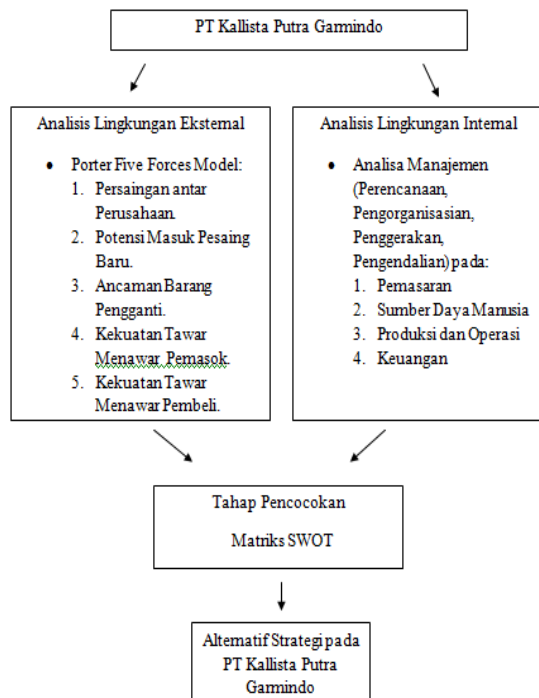 PT Kallista Putra Garmindo
Analisis Lingkungan Eksternal
• Porter Five Forces Model:
1. Persaingan antar
Perusahaan.
2. Potensi Masuk Pesaing
Baru.
3. Ancaman Barang
Pengganti.
4. Kekuatan Tawar
Menawar Pemasok.
5. Kekuatan Tawar
Menawar Pembeli.
Analisis Lingkungan Internal
• Analisa Manajemen
(Perencanaan,
Pengorganisasian,
Penggerakan,
Pengendalian) pada:
1. Pemasaran
2. Sumber Daya Manusia
3. Produksi dan Operasi
4. Keuangan
Tahap Pencocokan
Matriks SWOT
Alternatif Strategi pada
PT Kallista Putra
Garmindo